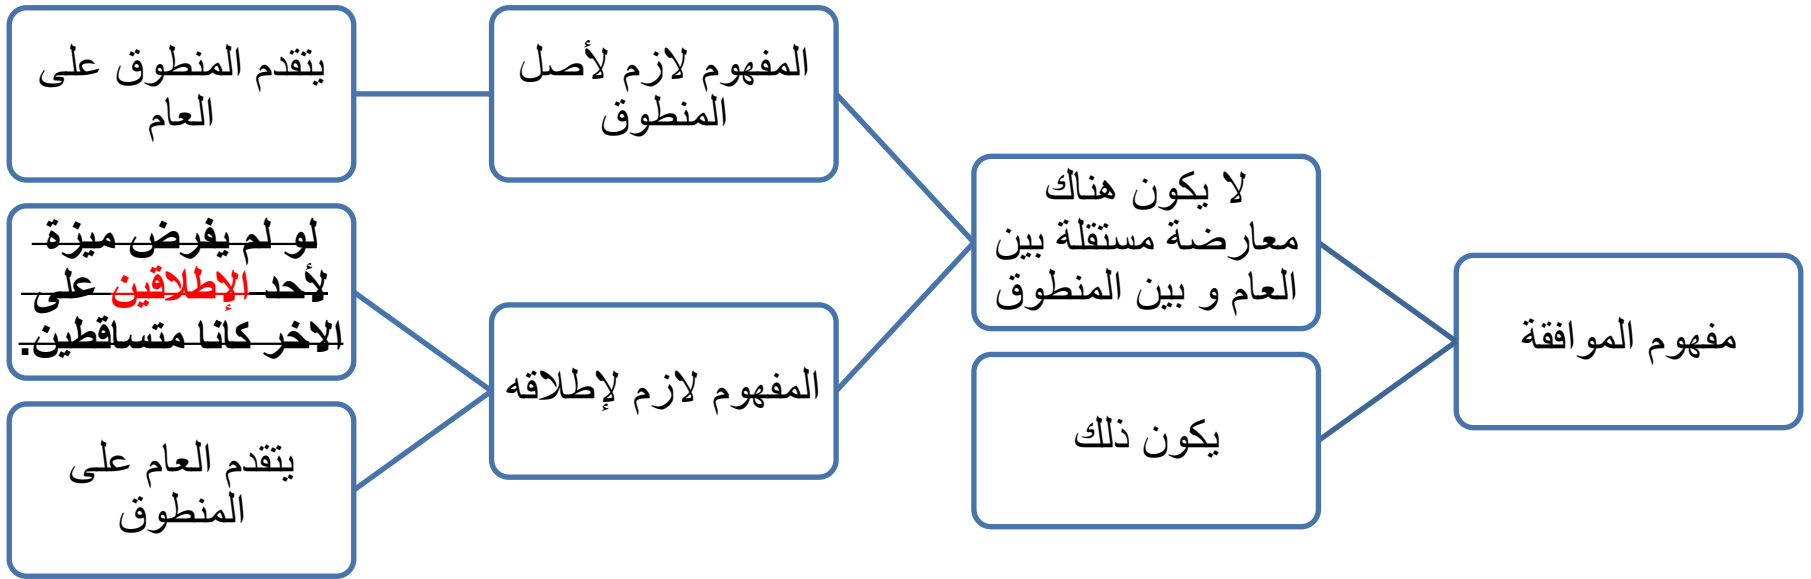 مفهوم الموافقة
لا يكون هناك
معارضة مستقلة بين
العام و بين المنطوق
يكون ذلك
المفهوم لازم لأصل
المنطوق
المفهوم لازم لإطلاقه
يتقدم المنطوق على
العام
لو لم يفرض ميزة
لأحد الإطلاقين على
الاخر كانا متساقطين.
يتقدم العام على
المنطوق